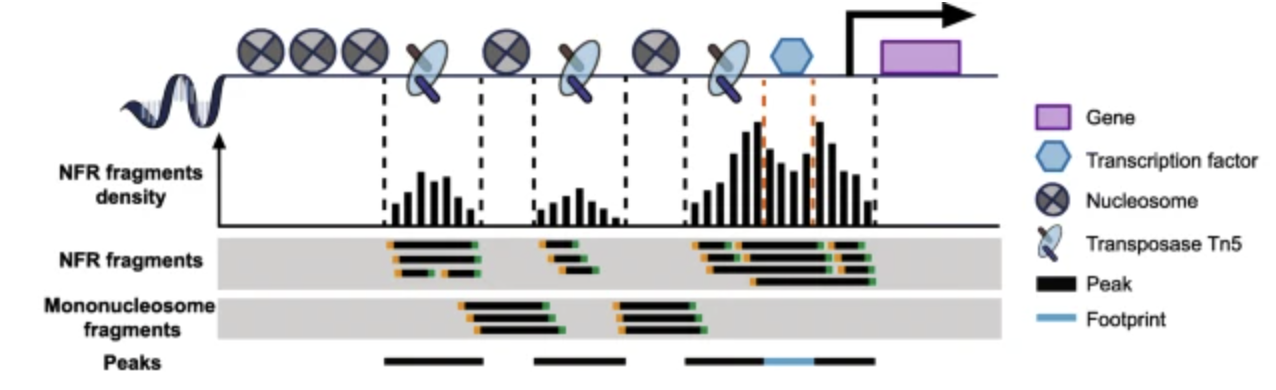 NFR fragments
density
NFR fragments
Mononucleosome
fragments
Peaks
Gene
Transcription factor
Nucleosome
Transposase Tn5
Peak
Footprint